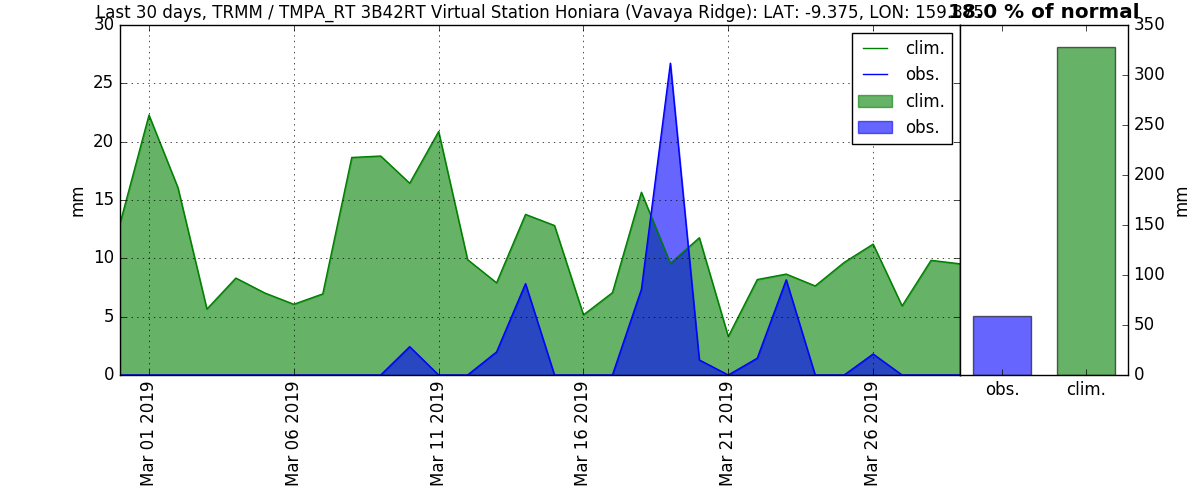 Last 30 days, TRMM / TMPA_RT 3B42RT Virtual Station Honiara (Vavaya Ridge): LAT: -9.375, LON:
18.0 % of normal
30
25
20
15
10
5
0
mm
clim.
obs.
clim.
obs.
Mar 01 2019
Mar 06 2019
Mar 11 2019
Mar 16 2019
Mar 21 2019
Mar 26 2019
350
300
250
200
150
100
50
0
mm
obs.
clim.